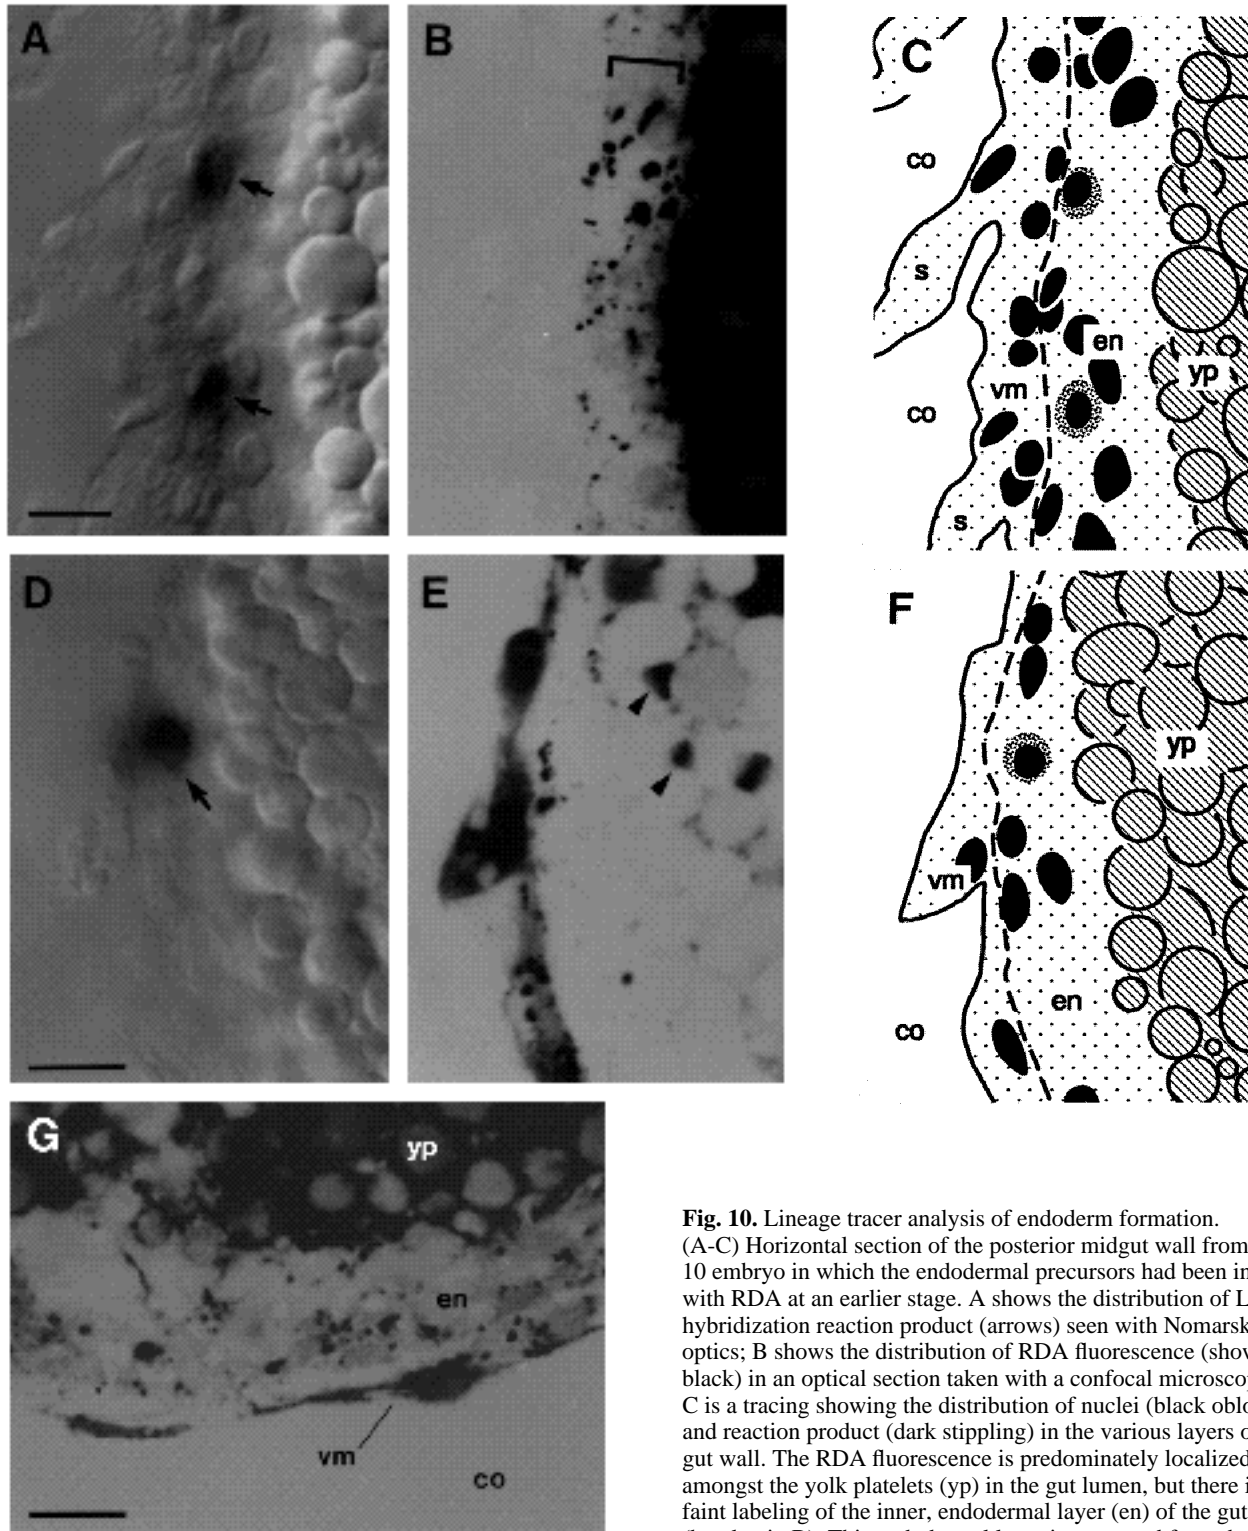 A
B
C
co
s
en
vm
yp
co
s
D
E
F
yp
vm
en
co
G
yp
en
vm
co
Fig. 10. Lineage tracer analysis of endoderm formation.
(A-C) Horizontal section of the posterior midgut wall from
10 embryo in which the endodermal precursors had been in
with RDA at an earlier stage. A shows the distribution of L
hybridization reaction product (arrows) seen with Nomarsk
optics; B shows the distribution of RDA fluorescence (show
black) in an optical section taken with a confocal microsco
C is a tracing showing the distribution of nuclei (black oblo
and reaction product (dark stippling) in the various layers o
gut wall. The RDA fluorescence is predominately localized
amongst the yolk platelets (yp) in the gut lumen, but there i
faint labeling of the inner, endodermal layer (en) of the gut